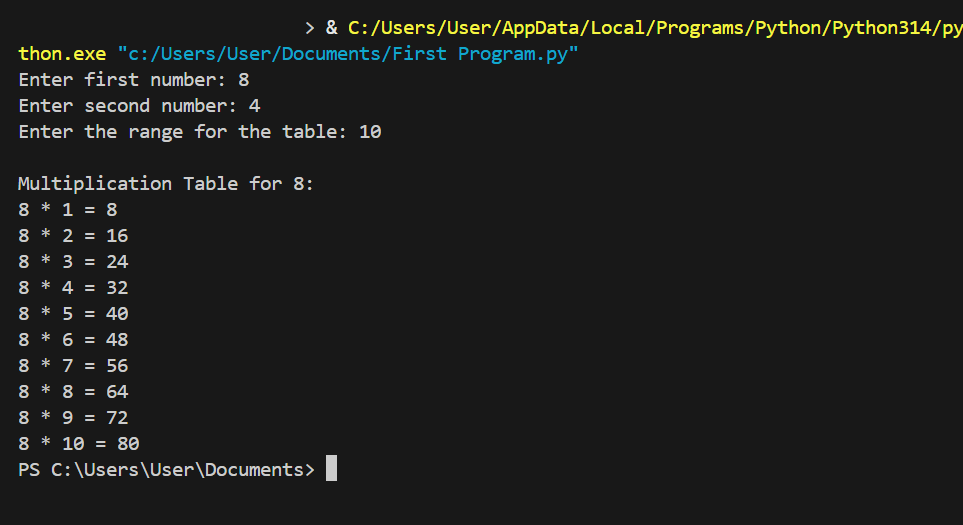 > & C:/Users/User/AppData/Local/Programs/Python/Python314/py
thon.exe "c:/Users/User/Documents/First Program.py"
Enter first number: 8
Enter second number: 4
Enter the range for the table: 10
Multiplication Table for 8:
8 * 1 = 8
8 * 2 = 16
8 * 3 = 24
8 * 4 = 32
8 * 5 = 40
8 * 6 = 48
8 * 7 = 56
8 * 8 = 64
8 * 9 = 72
8 * 10 = 80
PS C:\Users\User\Documents>